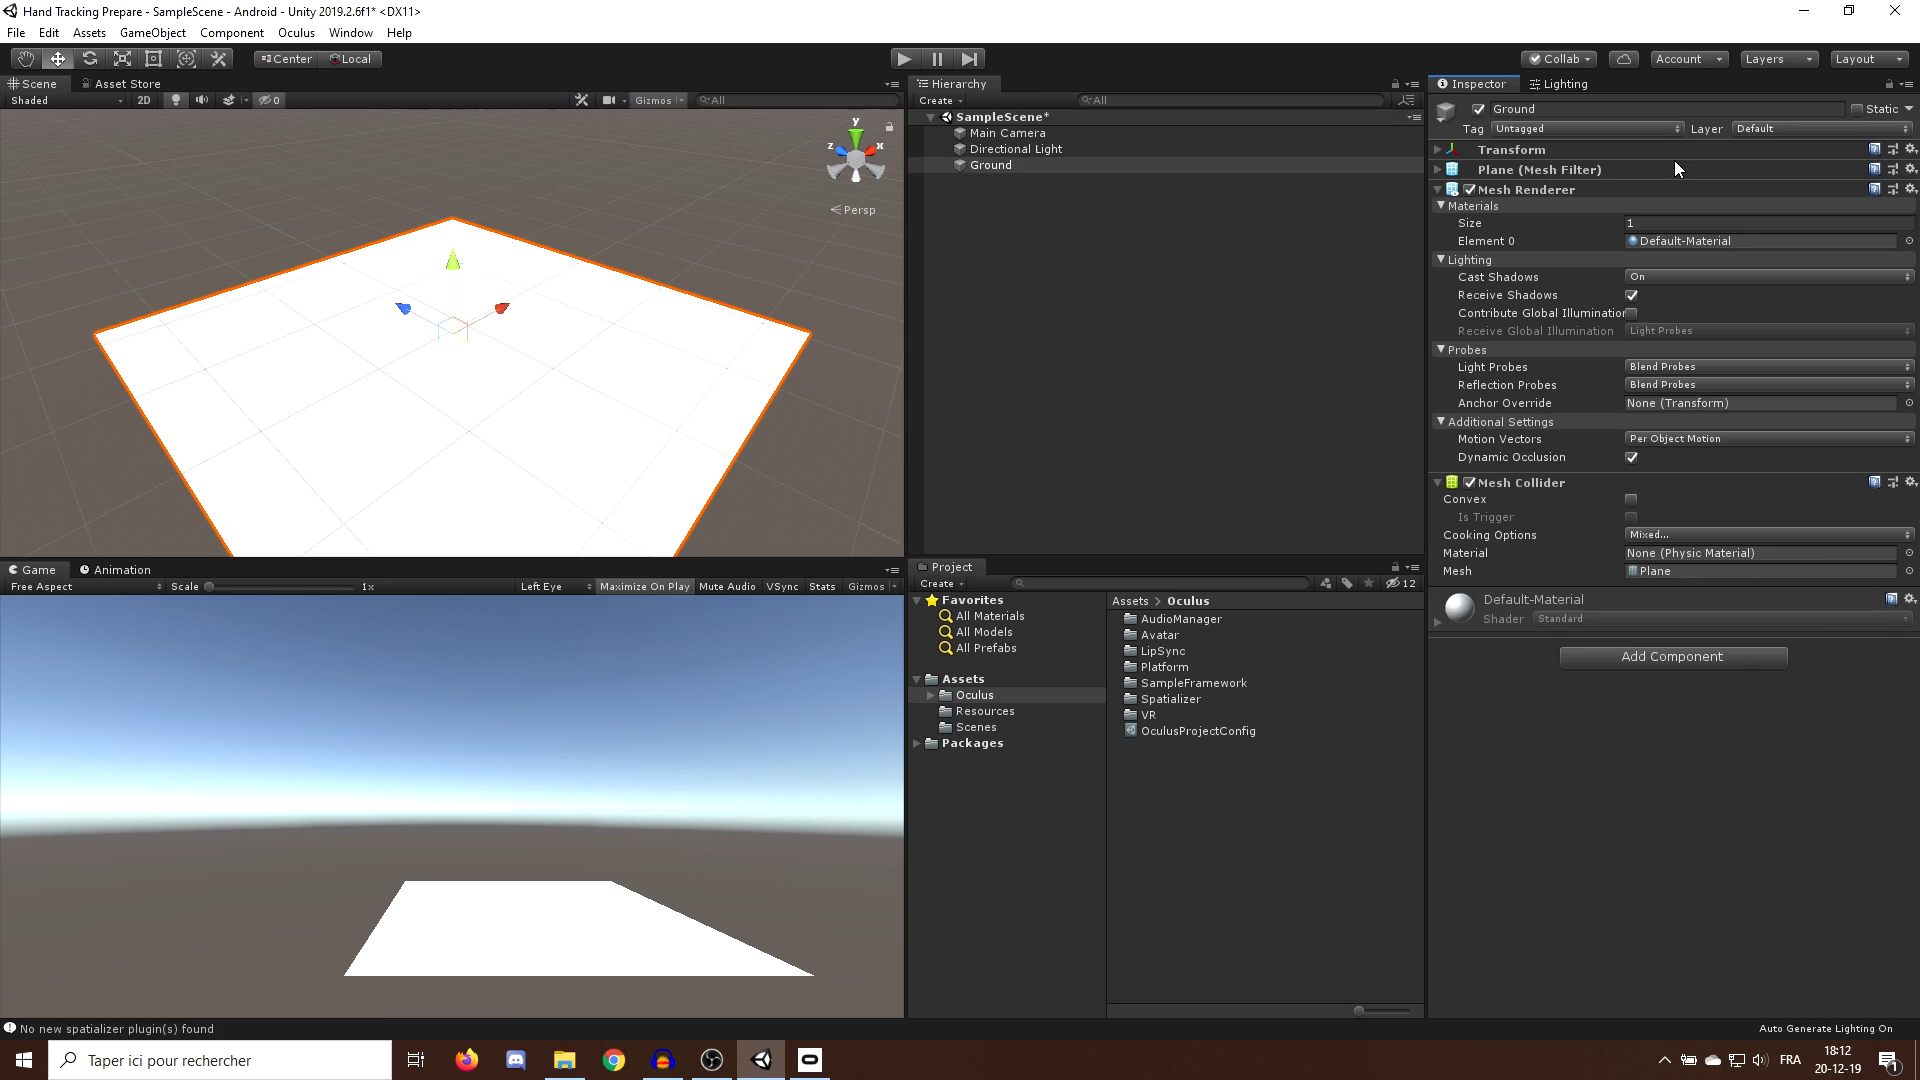 Hand Tracking Prepare - SampleScene - Android - Unity 2019.2.6f1* <DX11>
File Edit Assets GameObject Component Oculus Window Help
Center Local Collab Account Layers Layout
Scene Asset Store
Shaded 2D 0 Gizmos All
y
z x
Persp
Game Animation
Free Aspect Scale 1x Left Eye Maximize On Play Mute Audio VSync Stats Gizmos
Hierarchy
Create All
SampleScene*
Main Camera
Directional Light
Ground
Project
Create 12
Favorites
All Materials
All Models
All Prefabs
Assets
Oculus
Resources
Scenes
Packages
Assets > Oculus
AudioManager
Avatar
LipSync
Platform
SampleFramework
Spatializer
VR
OculusProjectConfig
Inspector Lighting
Ground Static
Tag Untagged Layer Default
Transform
Plane (Mesh Filter)
Mesh Renderer
Materials
Size 1
Element 0 Default-Material
Lighting
Cast Shadows On
Receive Shadows
Contribute Global Illumination
Receive Global Illumination Light Probes
Probes
Light Probes Blend Probes
Reflection Probes Blend Probes
Anchor Override None (Transform)
Additional Settings
Motion Vectors Per Object Motion
Dynamic Occlusion
Mesh Collider
Convex
Is Trigger
Cooking Options Mixed...
Material None (Physic Material)
Mesh Plane
Default-Material
Shader Standard
Add Component
No new spatializer plugin(s) found
Auto Generate Lighting On
Taper ici pour rechercher
FRA
18:12
20-12-19
1